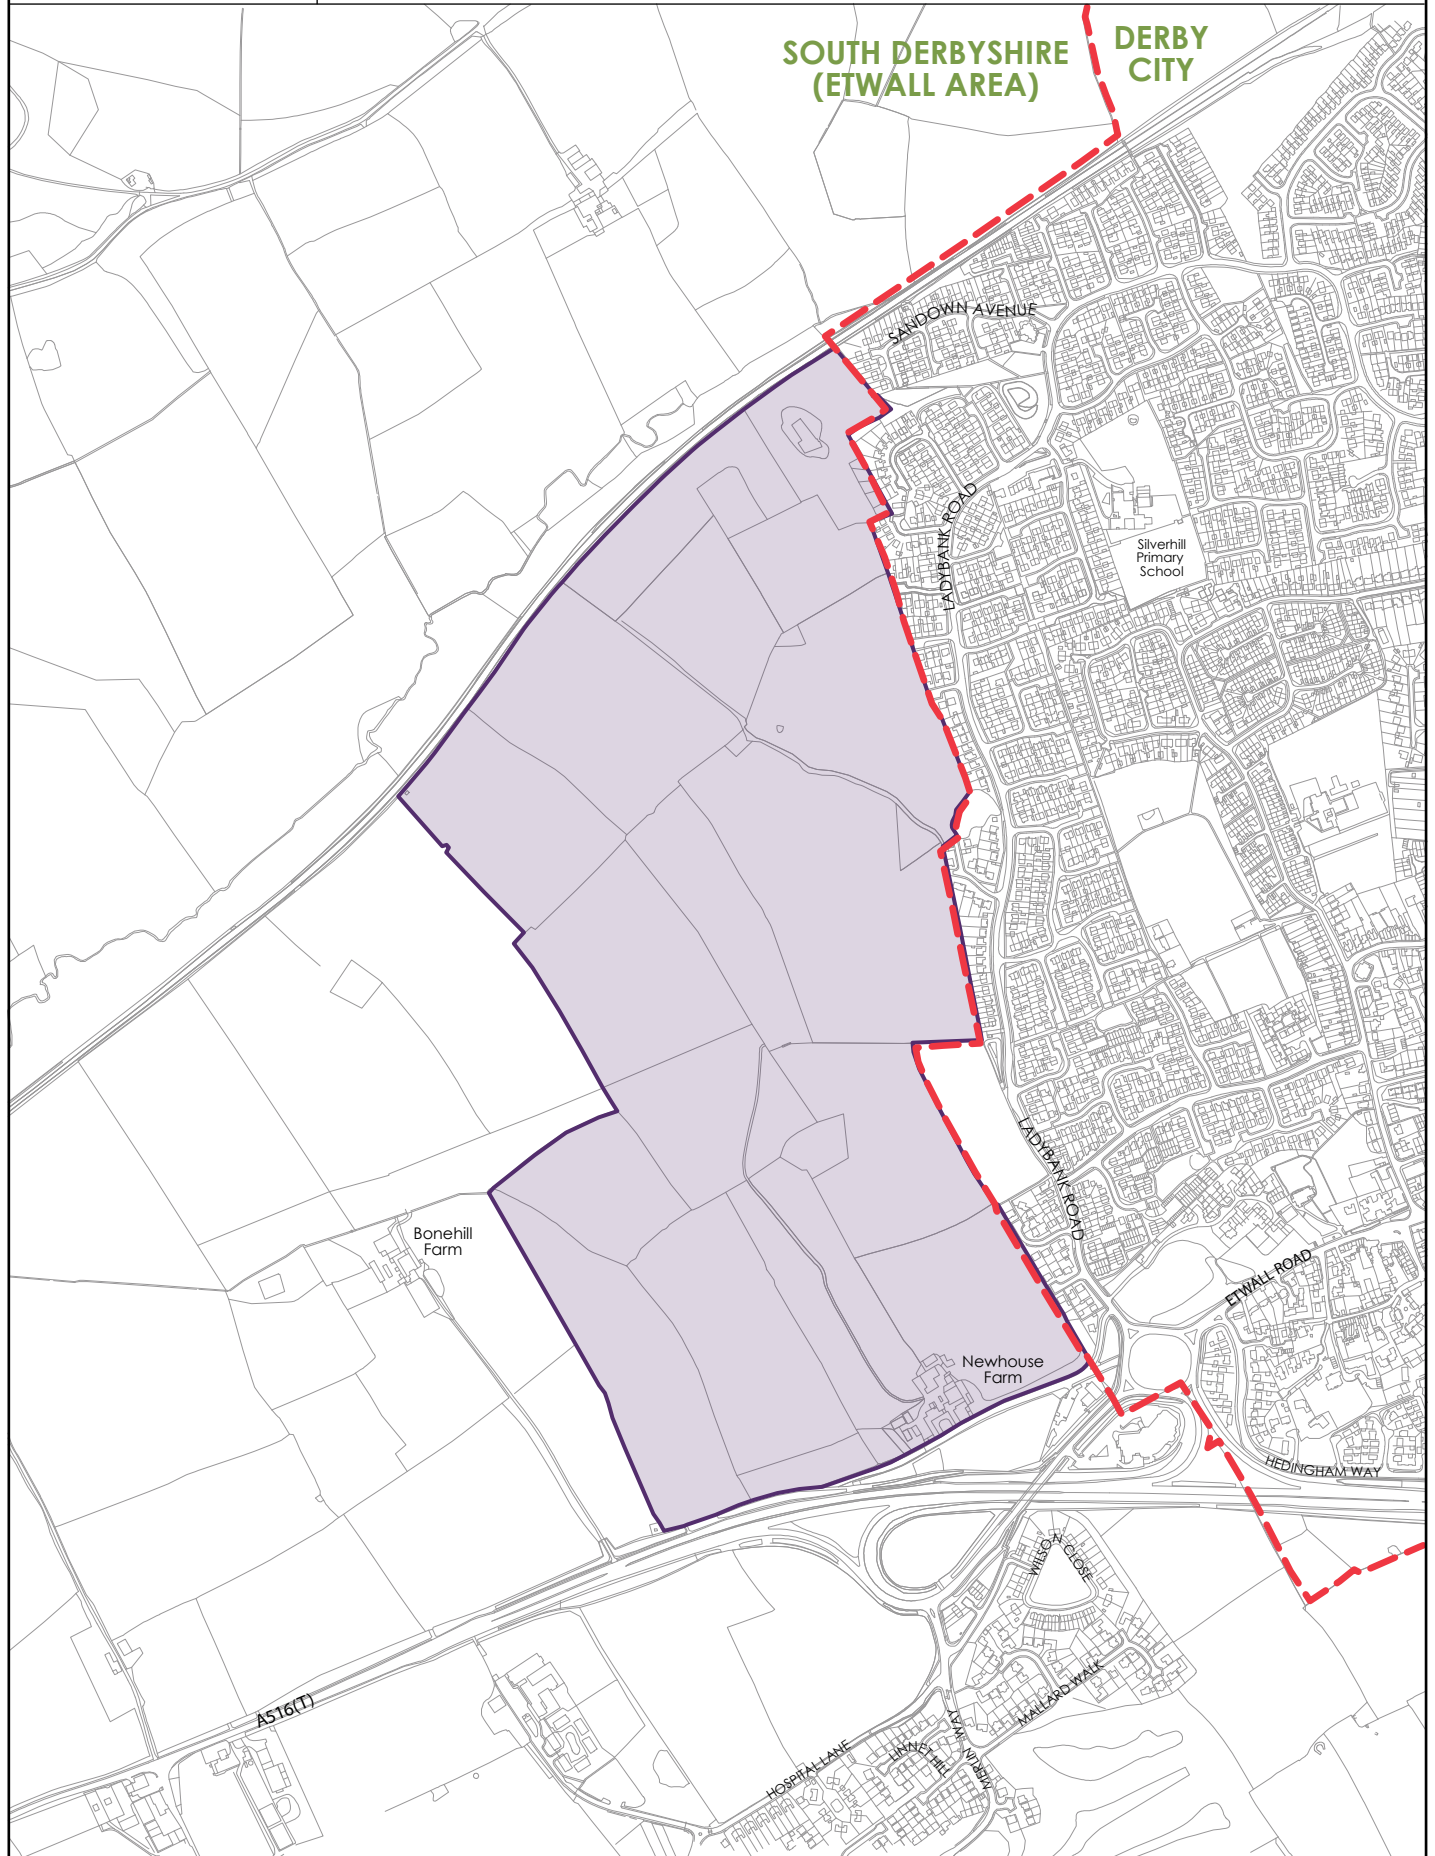 SOUTH DERBYSHIRE
(ETWALL AREA)
DERBY
CITY
SANDOWN AVENUE
LADYBANK ROAD
Silverhill
Primary
School
LADYBANK ROAD
Bonehill
Farm
ETWALL ROAD
Newhouse
Farm
HEDINGHAM WAY
WILSON CLOSE
A516(T)
MALLARD WALK
HOSPITAL LANE
LINNET HILL
MERLIN WAY